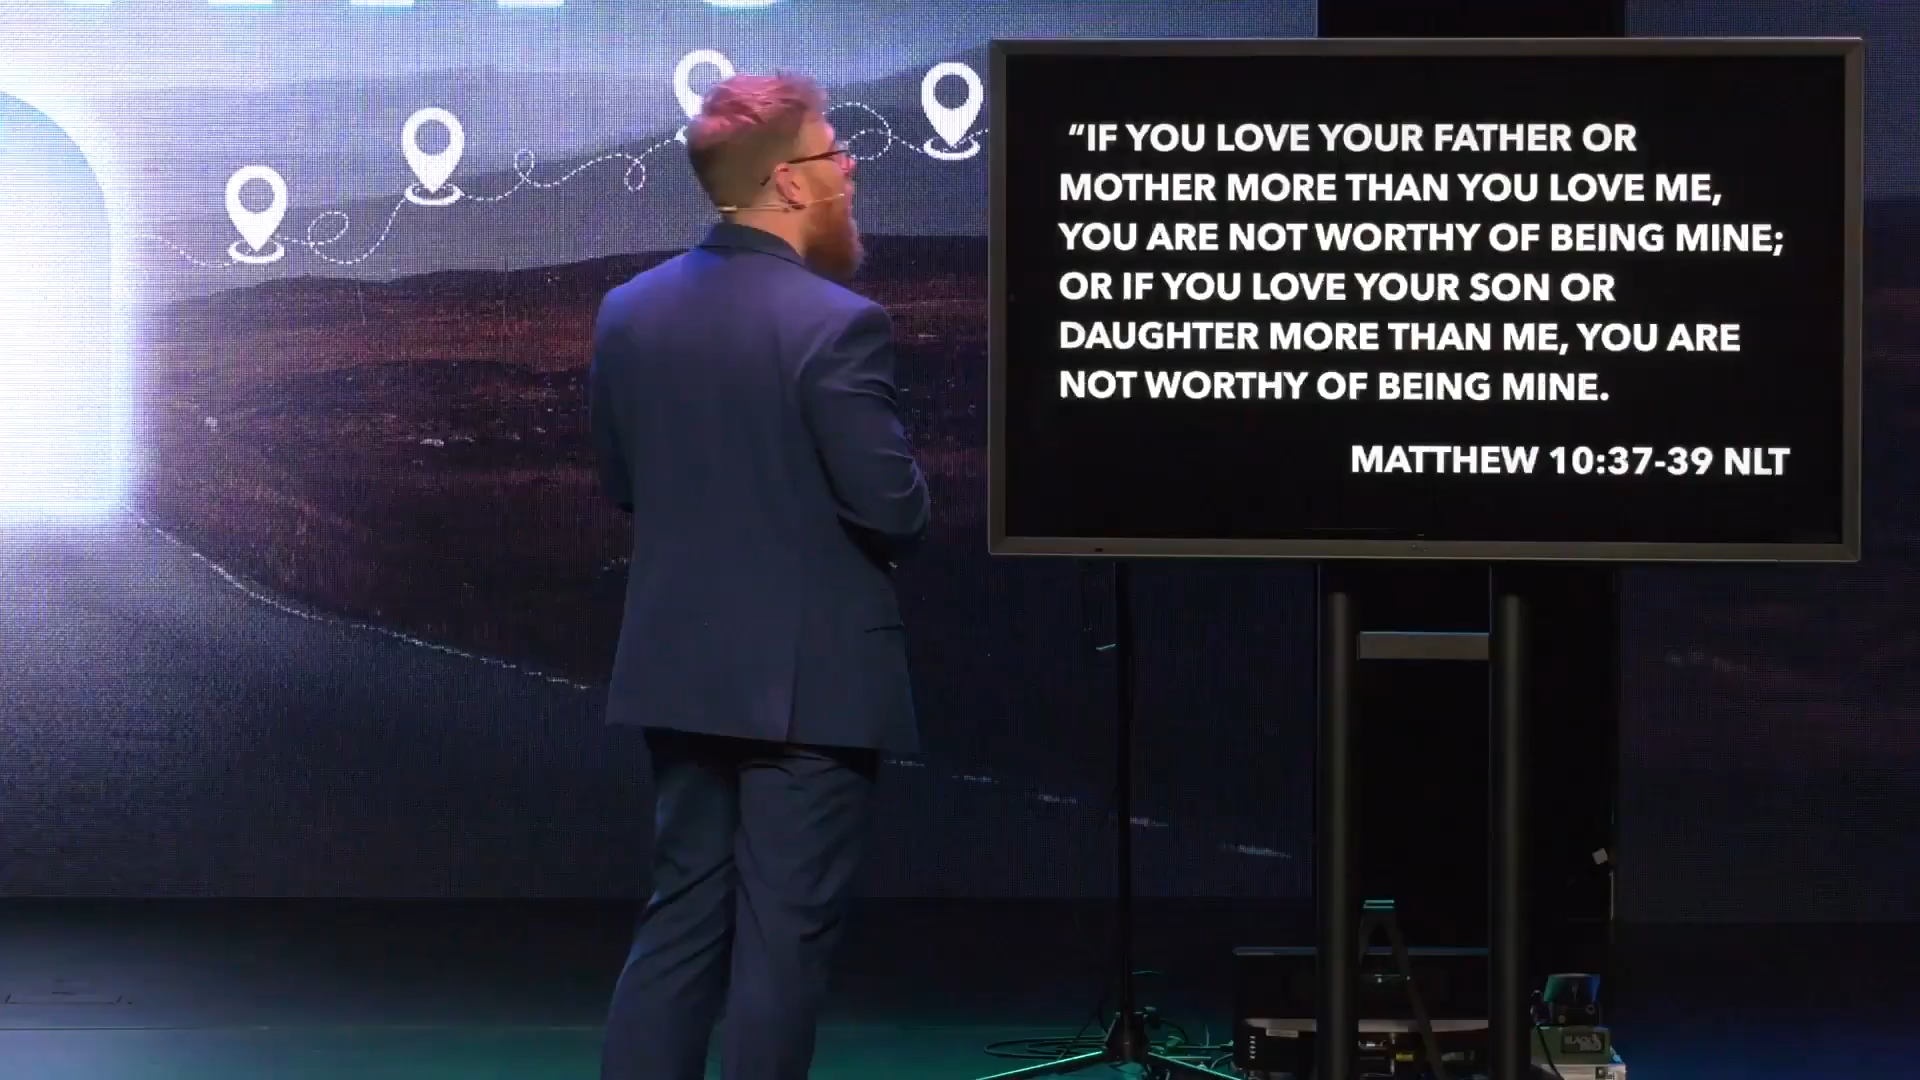 “IF YOU LOVE YOUR FATHER OR
MOTHER MORE THAN YOU LOVE ME,
YOU ARE NOT WORTHY OF BEING MINE;
OR IF YOU LOVE YOUR SON OR
DAUGHTER MORE THAN ME, YOU ARE
NOT WORTHY OF BEING MINE.
MATTHEW 10:37-39 NLT